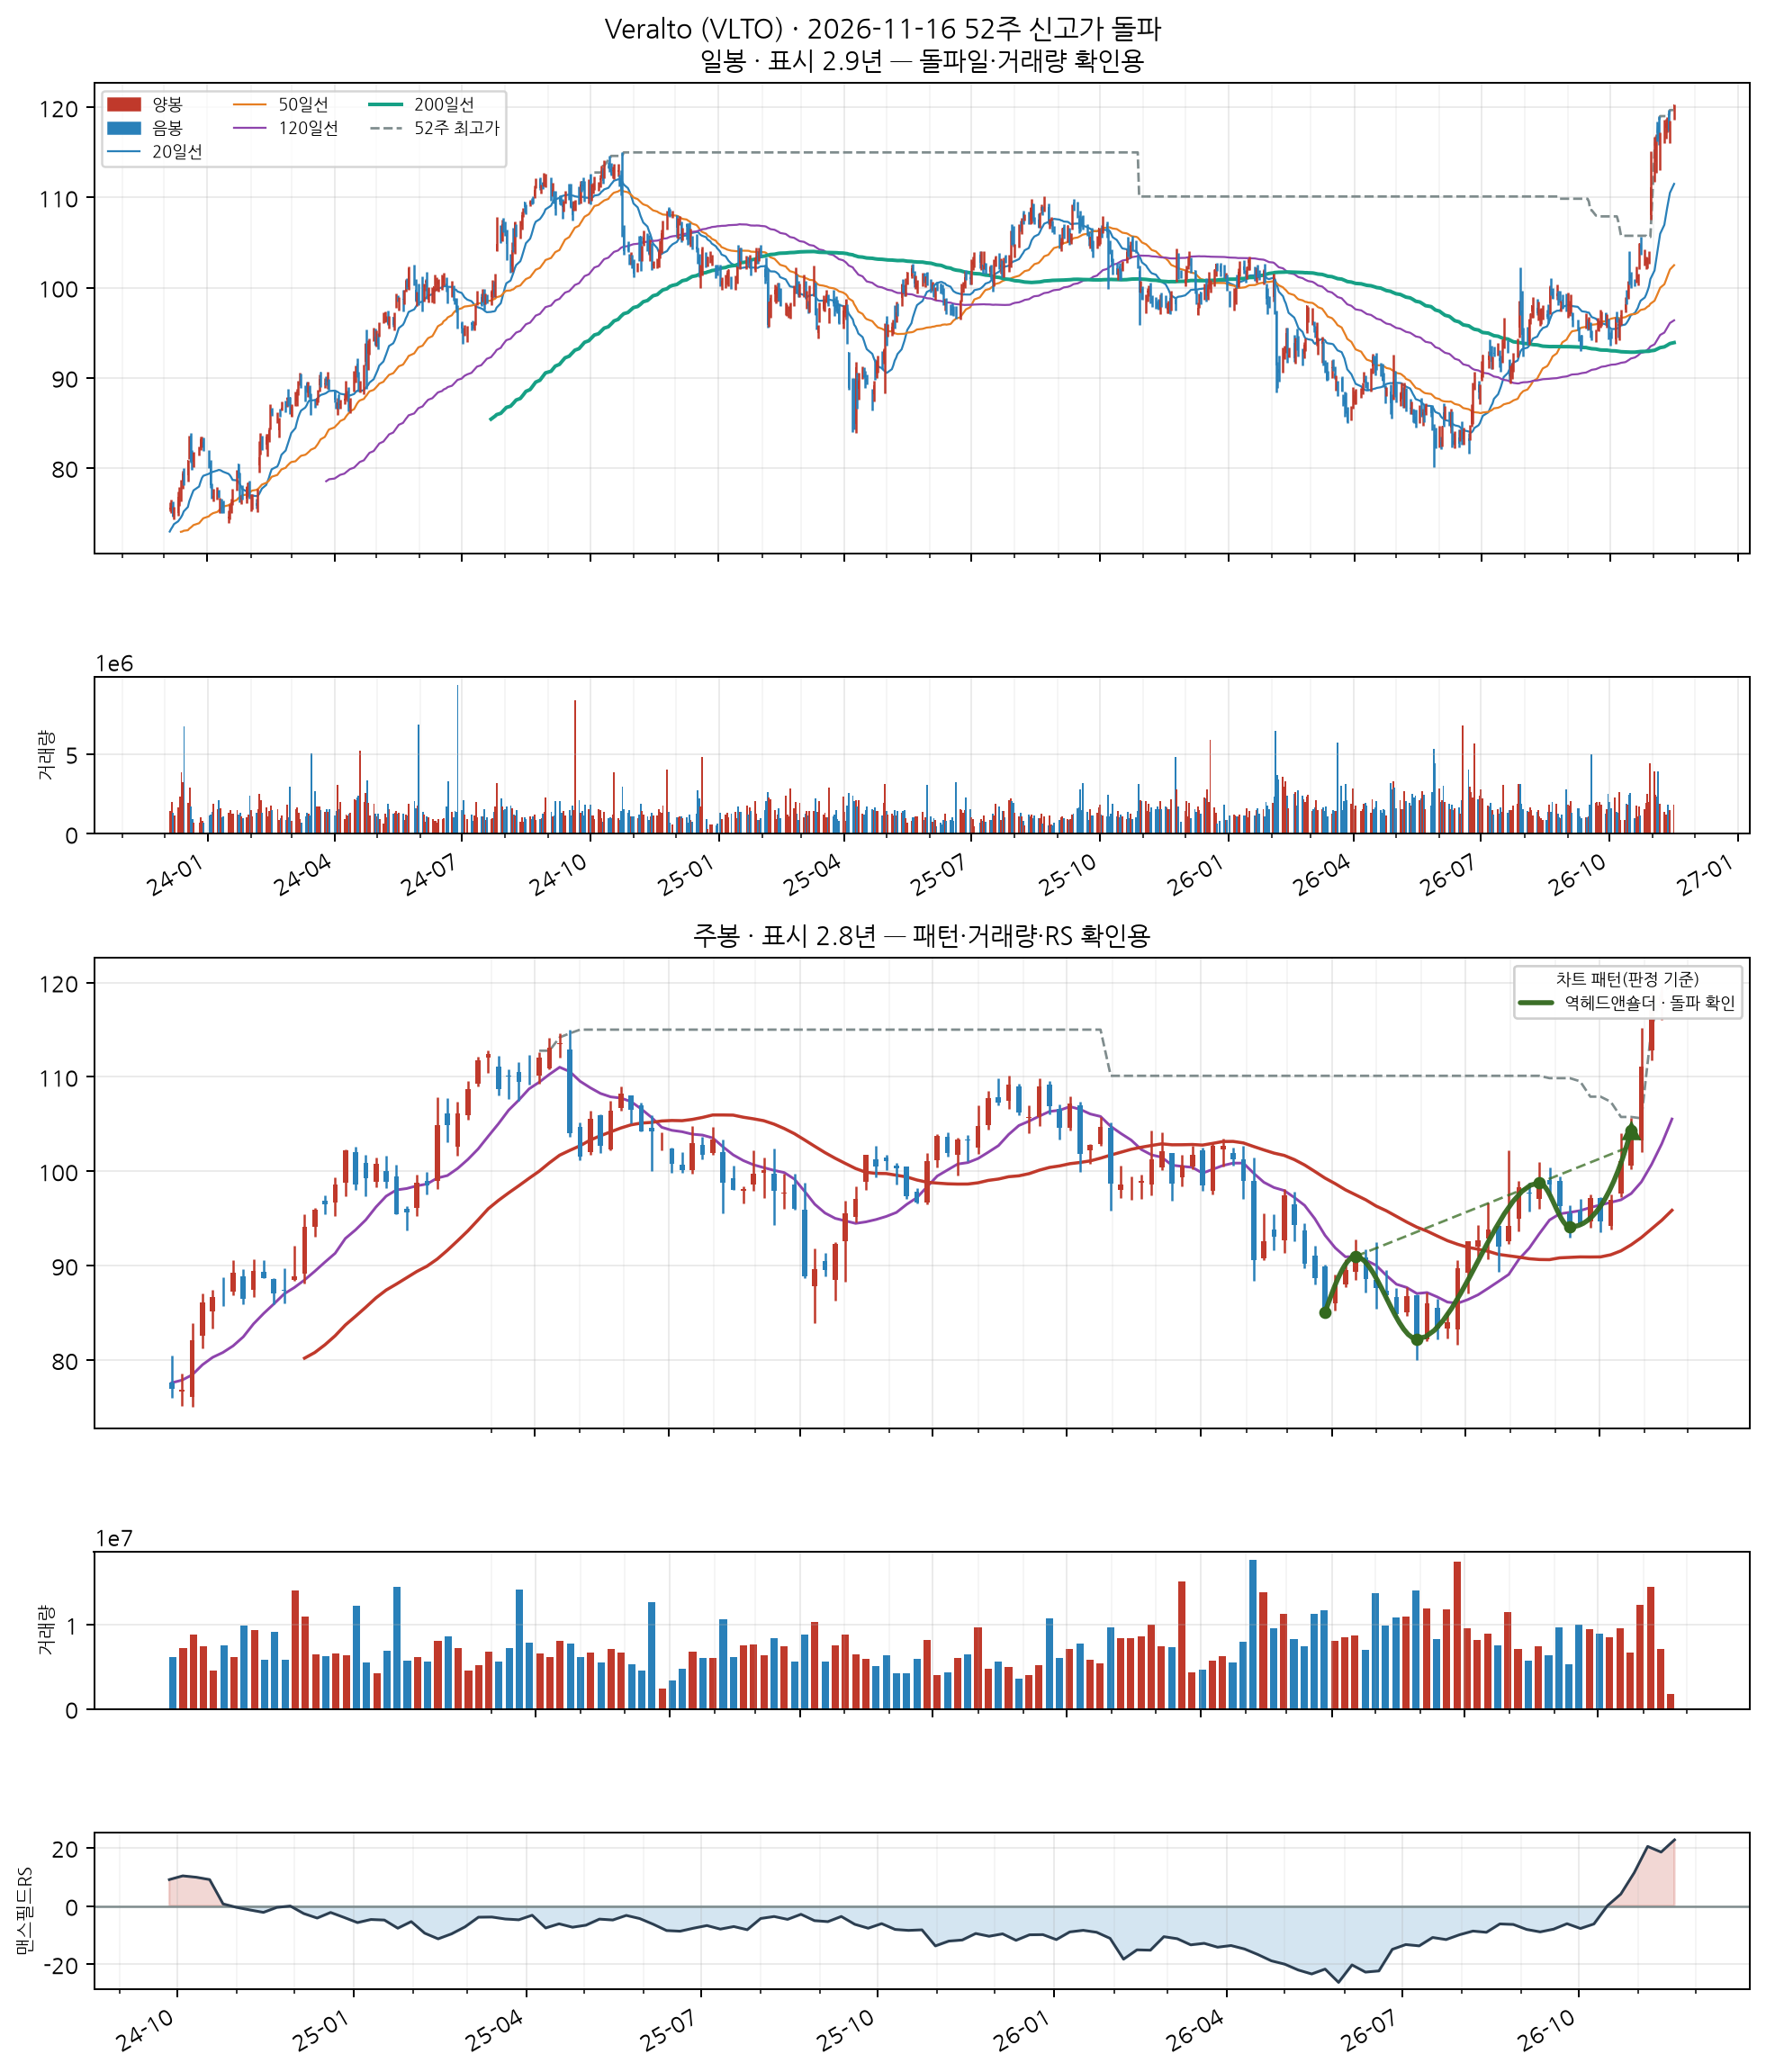 Veralto (VLTO) · 2026-11-16 52주 신고가 돌파
일봉 · 표시 2.9년 — 돌파일·거래량 확인용
양봉
음봉
20일선
50일선
120일선
200일선
52주 최고가
120
110
100
90
80
1e6
거래량
5
0
24-01
24-04
24-07
24-10
25-01
25-04
25-07
25-10
26-01
26-04
26-07
26-10
27-01
주봉 · 표시 2.8년 — 패턴·거래량·RS 확인용
차트 패턴(판정 기준)
역헤드앤숄더 · 돌파 확인
120
110
100
90
80
1e7
거래량
1
0
맨스필드RS
20
0
-20
24-10
25-01
25-04
25-07
25-10
26-01
26-04
26-07
26-10